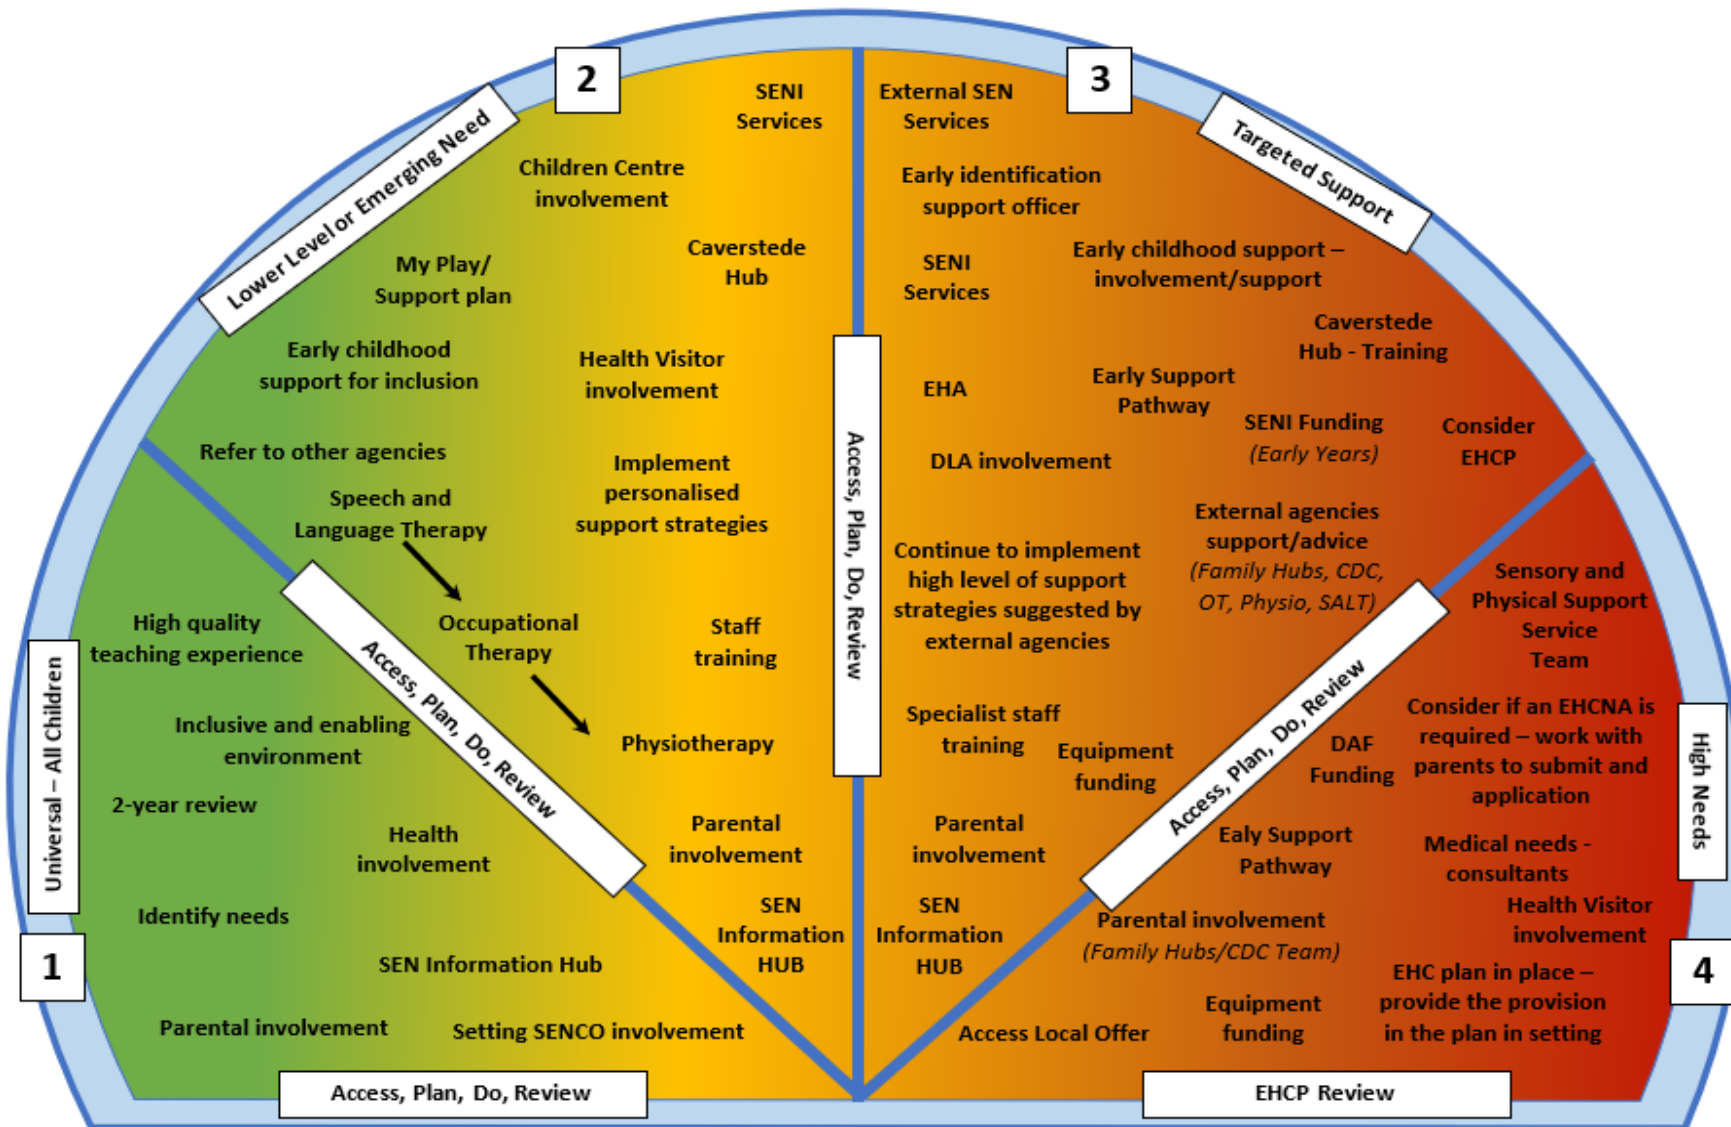 1
Universal – All Children
High quality
teaching experience
Inclusive and enabling
environment
2-year review
Health
involvement
Identify needs
SEN Information Hub
Parental involvement
Setting SENCO involvement
Access, Plan, Do, Review
Access, Plan, Do, Review
2
Lower Level or Emerging Need
SENI
Services
Children Centre
involvement
My Play/
Support plan
Caverstede
Hub
Early childhood
support for inclusion
Health Visitor
involvement
Refer to other agencies
Implement
personalised
support strategies
Speech and
Language Therapy
Occupational
Therapy
Staff
training
Physiotherapy
Parental
involvement
SEN
Information
HUB
Access, Plan, Do, Review
3
Targeted Support
External SEN
Services
Early identification
support officer
SENI
Services
Early childhood support –
involvement/support
Caverstede
Hub - Training
EHA
Early Support
Pathway
SENI Funding
(Early Years)
Consider
EHCP
DLA involvement
External agencies
support/advice
(Family Hubs, CDC,
OT, Physio, SALT)
Continue to implement
high level of support
strategies suggested by
external agencies
Specialist staff
training
Equipment
funding
Parental
involvement
SEN
Information
HUB
Access, Plan, Do, Review
4
High Needs
Sensory and
Physical Support
Service
Team
Consider if an EHCNA is
required – work with
parents to submit and
application
DAF
Funding
Ealy Support
Pathway
Medical needs -
consultants
Parental involvement
(Family Hubs/CDC Team)
Health Visitor
involvement
EHC plan in place –
provide the provision
in the plan in setting
Equipment
funding
Access Local Offer
EHCP Review